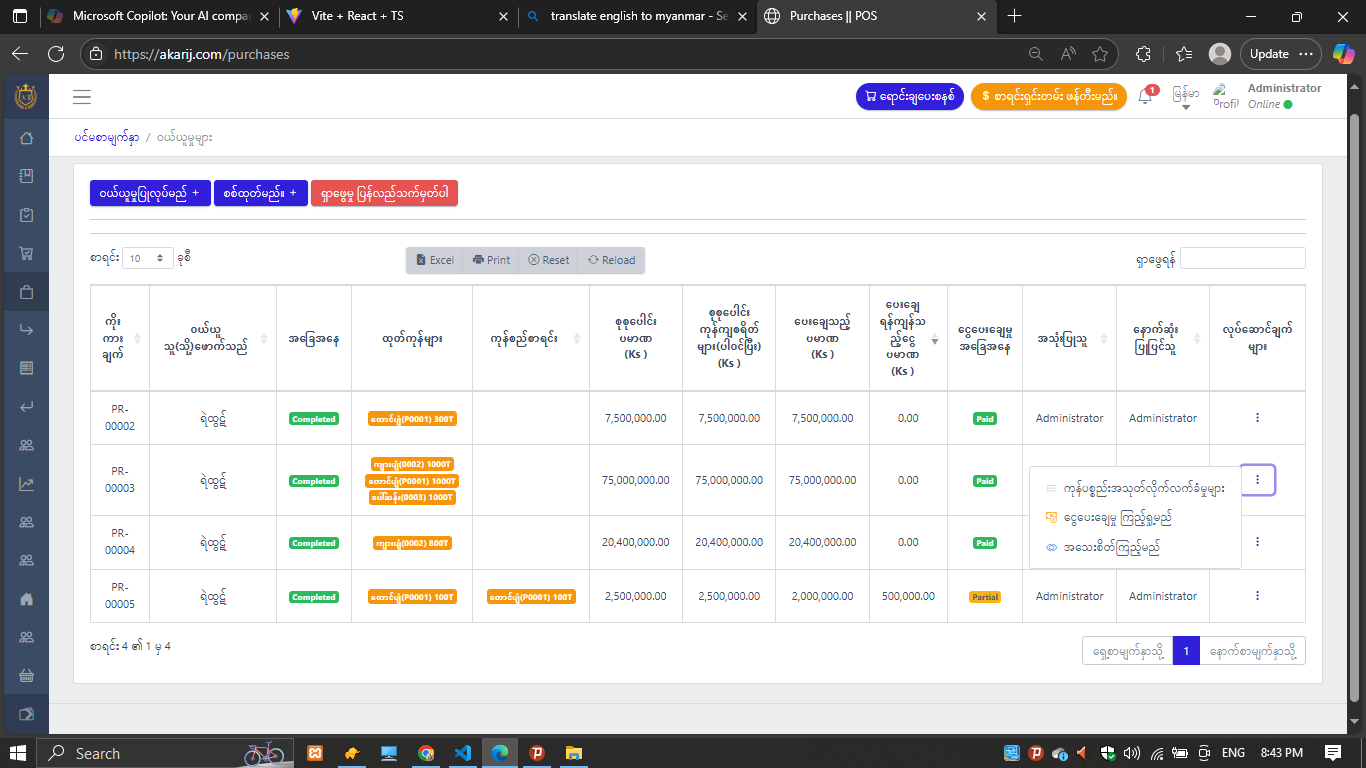 Microsoft Copilot: Your AI compa
Vite + React + TS
translate english to myanmar - Se
Purchases || POS
https://akarij.com/purchases
Update
ရောင်းချပေးစနစ်
$ စာရင်းရှင်းတမ်း ဖန်တီးမည်။
1
မြန်မာ
Profil
Administrator
Online
ပင်မစာမျက်နှာ / ဝယ်ယူမှုများ
ဝယ်ယူမှုပြုလုပ်မည် +
စစ်ထုတ်မည်။ +
ရှာဖွေမှု ပြန်လည်သက်မှတ်ပါ
စာရင်း 10 ခုစီ
Excel Print Reset Reload
ရှာဖွေရန်
ကိုးကားချက်
ဝယ်ယူသူ(သို့)ဖောက်သည်
အခြေအနေ
ထုတ်ကုန်များ
ကုန်စည်စာရင်း
စုစုပေါင်းပမာဏ (Ks )
စုစုပေါင်းကုန်ကျစရိတ်များ(ပါဝင်ပြီး) (Ks )
ပေးချေသည့်ပမာဏ (Ks )
ပေးချေရန်ကျန်သည့်ငွေပမာဏ (Ks )
ငွေပေးချေမှုအခြေအနေ
အသုံးပြုသူ
နောက်ဆုံးပြုပြင်သူ
လုပ်ဆောင်ချက်များ
PR-00002 ရဲထွဋ် Completed တောင်ပျံ(P0001) 300T 7,500,000.00 7,500,000.00 7,500,000.00 0.00 Paid Administrator Administrator
PR-00003 ရဲထွဋ် Completed ကျားပျံ(0002) 1000T
တောင်ပျံ(P0001) 1000T
ပေါ်ဆန်း(0003) 1000T
75,000,000.00 75,000,000.00 75,000,000.00 0.00 Paid
ကုန်ပစ္စည်းအသုတ်လိုက်လက်ခံမှုများ
ငွေပေးချေမှု ကြည့်ရှုမည်
အသေးစိတ်ကြည့်မည်
PR-00004 ရဲထွဋ် Completed ကျားပျံ(0002) 800T 20,400,000.00 20,400,000.00 20,400,000.00 0.00 Paid
PR-00005 ရဲထွဋ် Completed တောင်ပျံ(P0001) 100T တောင်ပျံ(P0001) 100T 2,500,000.00 2,500,000.00 2,000,000.00 500,000.00 Partial Administrator Administrator
စာရင်း 4 ၏ 1 မှ 4
ရှေ့စာမျက်နှာသို့ 1 နောက်စာမျက်နှာသို့
Search
ENG 8:43 PM